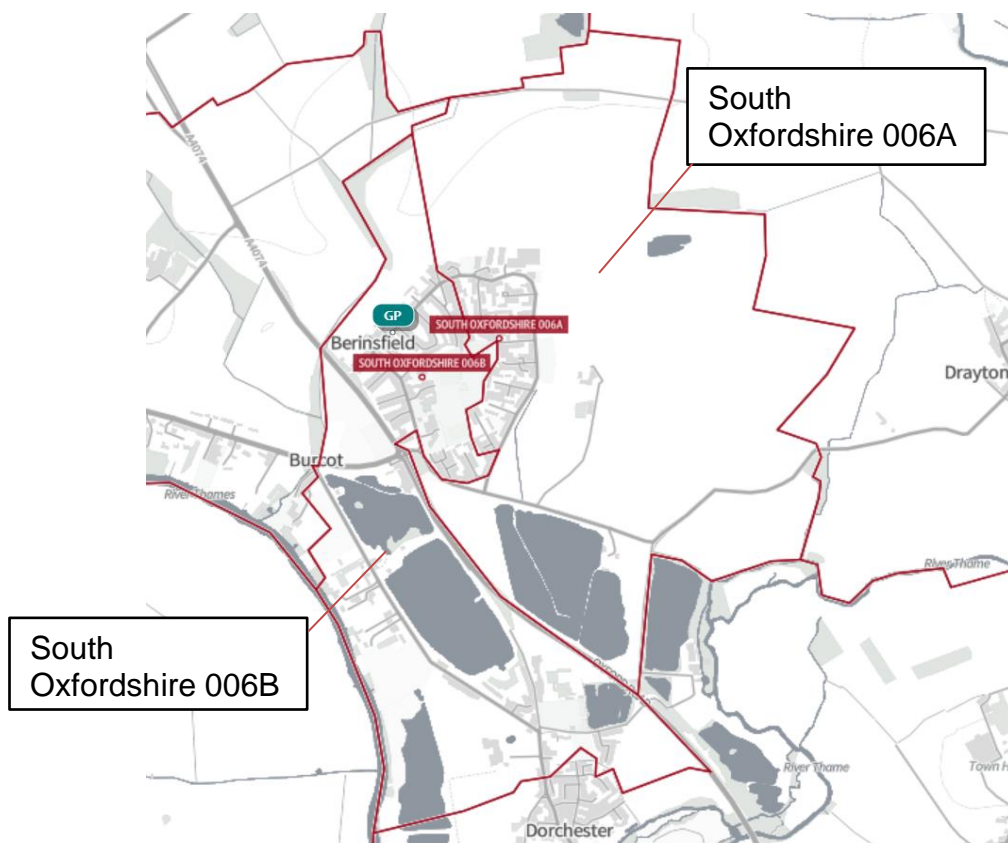 South
Oxfordshire 006A
A4074
A4074
GP
SOUTH OXFORDSHIRE 006A
Berinsfield
SOUTH OXFORDSHIRE 006B
Drayton
Burcot
River Thames
River Thame
South
Oxfordshire 006B
River Thame
Town H
Dorchester